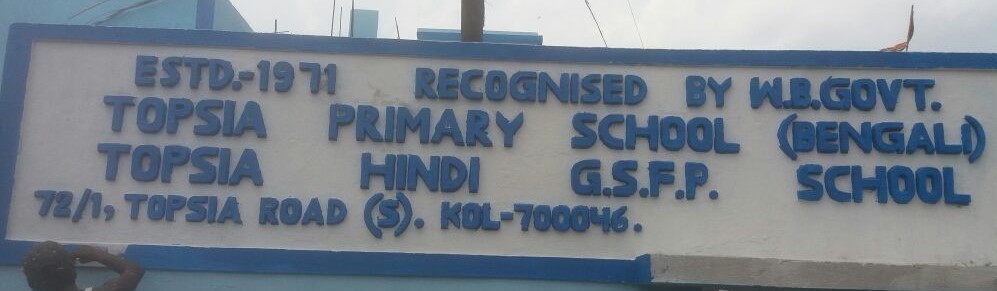 ESTD.-1971 RECOGNISED BY W.B.GOVT.
TOPSIA PRIMARY SCHOOL (BENGALI)
TOPSIA HINDI G.S.F.P. SCHOOL
72/1, TOPSIA ROAD (S). KOL-700046.